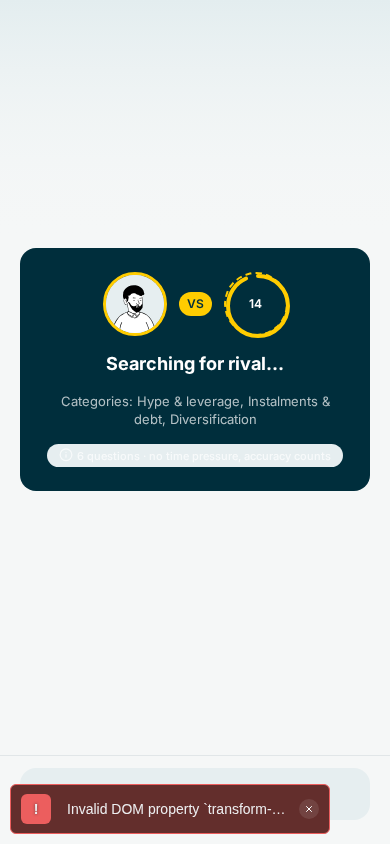 VS
14
Searching for rival...
Categories: Hype & leverage, Instalments &
debt, Diversification
6 questions · no time pressure, accuracy counts
! Invalid DOM property `transform-...